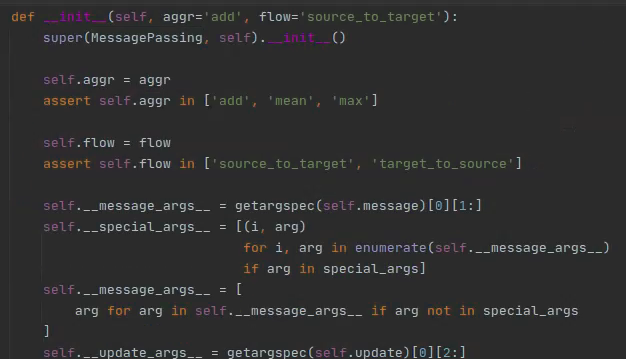 def __init__(self, aggr='add', flow='source_to_target'):
    super(MessagePassing, self).__init__()

    self.aggr = aggr
    assert self.aggr in ['add', 'mean', 'max']

    self.flow = flow
    assert self.flow in ['source_to_target', 'target_to_source']

    self.__message_args__ = getargspec(self.message)[0][1:]
    self.__special_args__ = [(i, arg)
                             for i, arg in enumerate(self.__message_args__)
                             if arg in special_args]
    self.__message_args__ = [
        arg for arg in self.__message_args__ if arg not in special_args
    ]
    self.__update_args__ = getargspec(self.update)[0][2:]